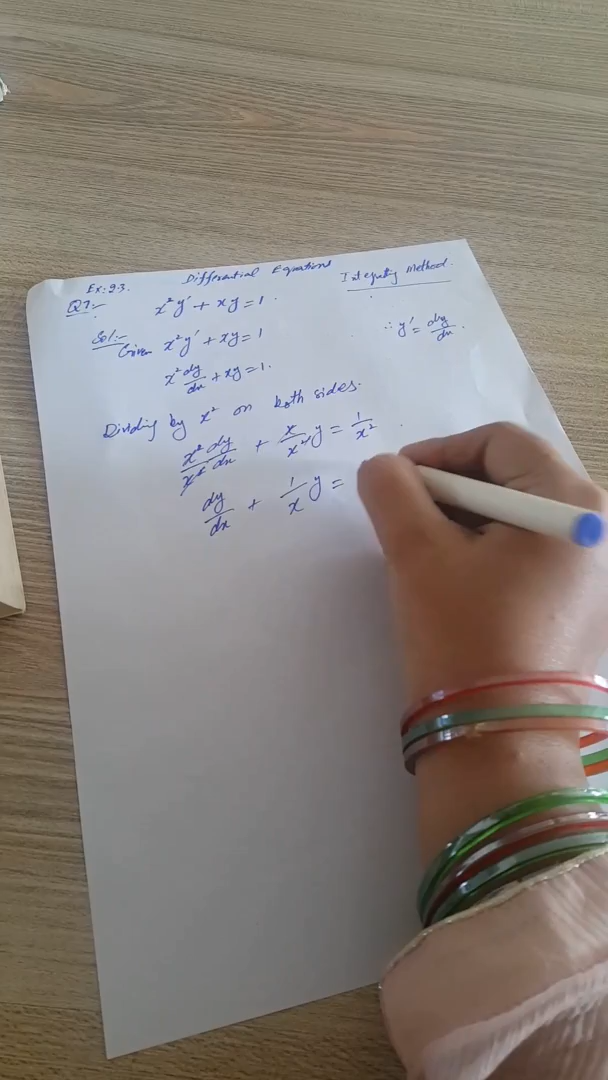 Ex: 9.3. Differential Equations Integrating Method.
Q7:- x²y' + xy = 1.
Sol:- Given x²y' + xy = 1 ∴ y' = dy/dx.
x² dy/dx + xy = 1.
Dividing by x² on both sides.
x²/x² dy/dx + x/x² y = 1/x²
dy/dx + 1/x y =